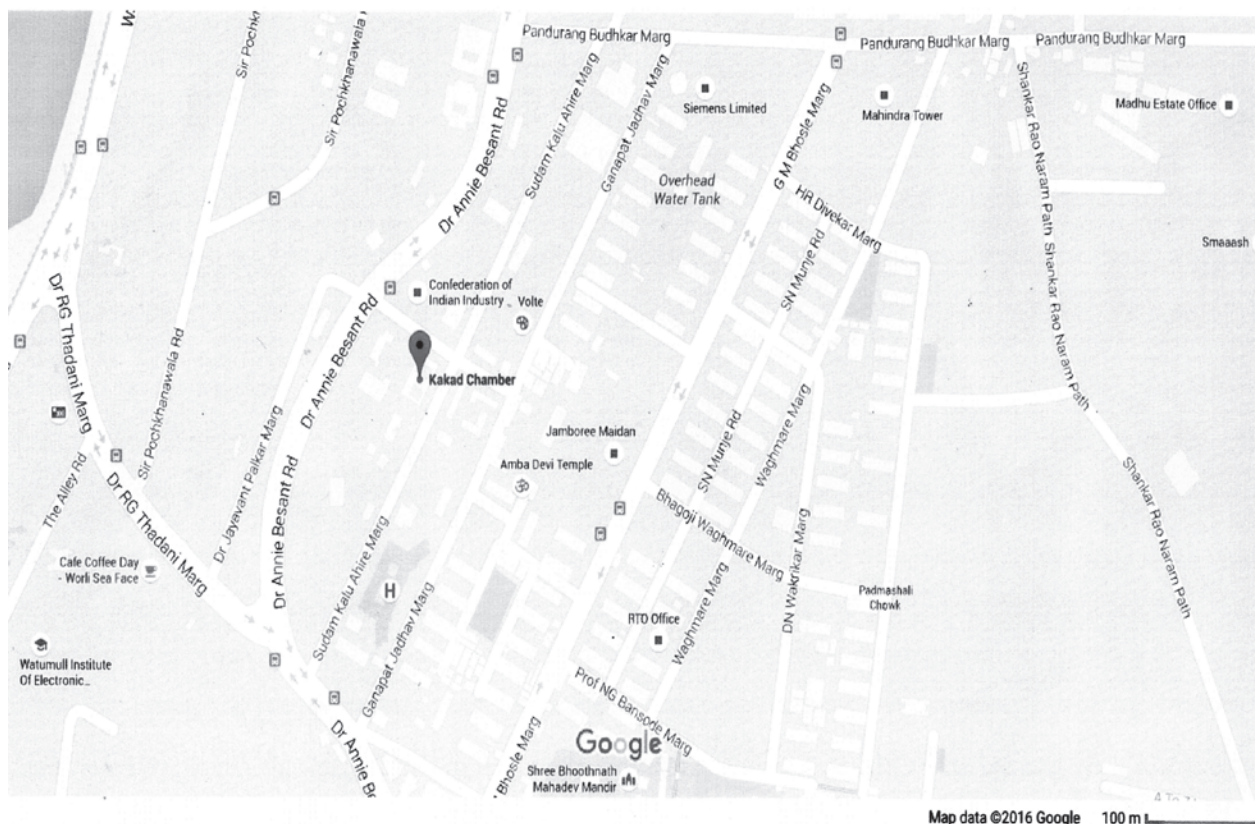 W
Pandurang Budhkar Marg
Pandurang Budhkar Marg
Pandurang Budhkar Marg
Sir Pochkhanawala
Sir Pochkhanawala
Siemens Limited
Mahindra Tower
Madhu Estate Office
Sudam Kalu Ahire Marg
Ganapat Jadhav Marg
G M Bhosle Marg
Shankar Rao Naram Path
Dr Annie Besant Rd
Overhead
Water Tank
HR Divekar Marg
Smaaash
SN Munje Rd
Shankar Rao Naram Path
Dr RG Thadani Marg
Confederation of
Indian Industry ..
Volte
Dr Annie Besant Rd
Sir Pochkhanawala Rd
Kakad Chamber
Dr Jayavant Palkar Marg
Jamboree Maidan
Amba Devi Temple
SN Munje Rd
Waghmare Marg
The Alley Rd
Dr RG Thadani Marg
Dr Annie Besant Rd
Bhagoji Waghmare Marg
Shankar Rao Naram Path
Cafe Coffee Day
- Worli Sea Face
Sudam Kalu Ahire Marg
H
DN Wakrikar Marg
Padmashali
Chowk
RTO Office
Waghmare Marg
Ganapat Jadhav Marg
Watumull Institute
Of Electronic...
Prof NG Bansode Marg
Dr Annie Be
Bhosle Marg
Google
Shree Bhoothnath
Mahadev Mandir
Map data ©2016 Google 100 m